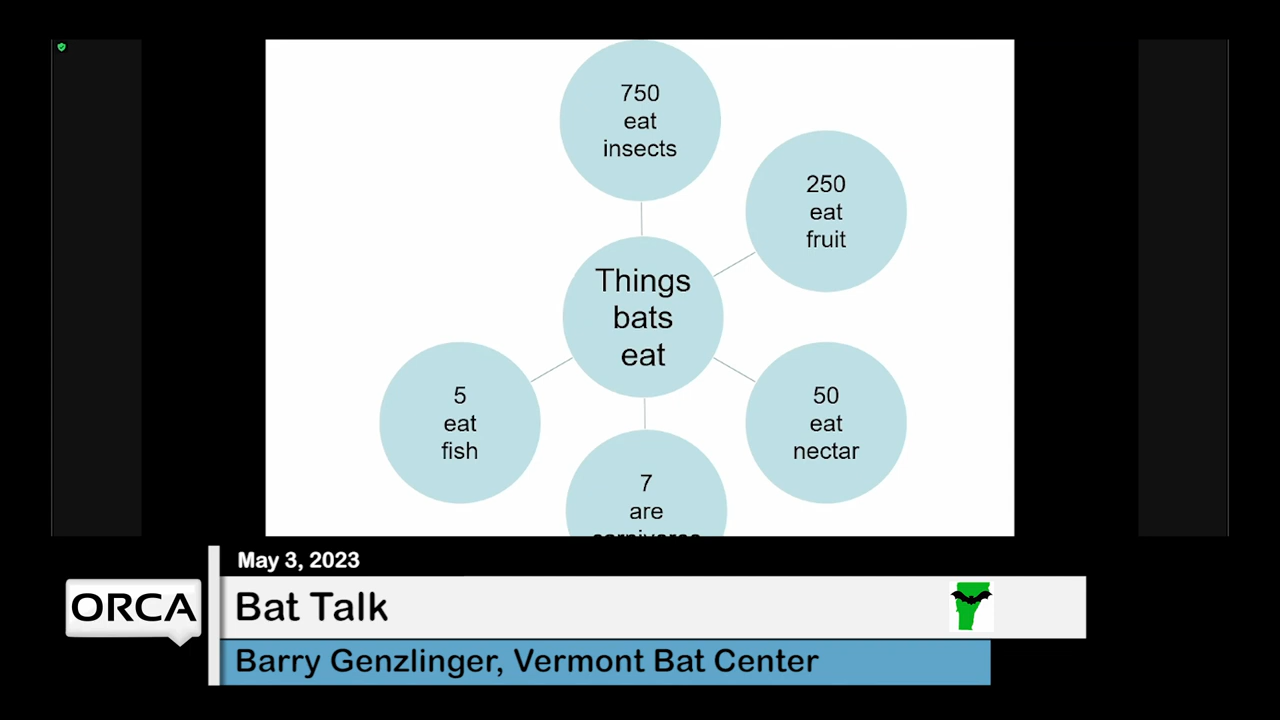 750
eat
insects
250
eat
fruit
Things
bats
eat
5
eat
fish
50
eat
nectar
7
are
carnivores
May 3, 2023
ORCA
Bat Talk
Barry Genzlinger, Vermont Bat Center